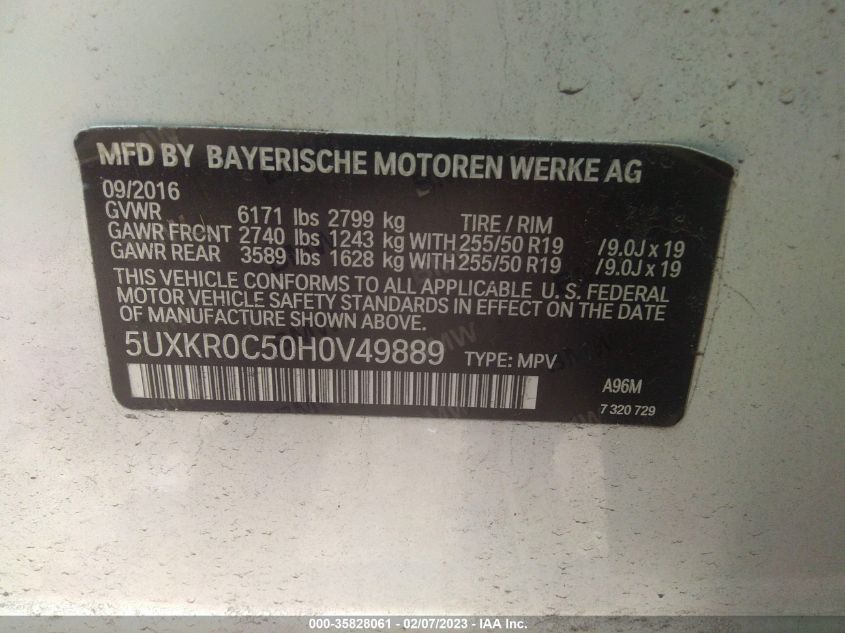 MFD BY BAYERISCHE MOTOREN WERKE AG
09/2016
GVWR 6171 lbs 2799 kg TIRE / RIM
GAWR FRONT 2740 lbs 1243 kg WITH 255/50 R19 / 9.0J x 19
GAWR REAR 3589 lbs 1628 kg WITH 255/50 R19 / 9.0J x 19
THIS VEHICLE CONFORMS TO ALL APPLICABLE U. S. FEDERAL
MOTOR VEHICLE SAFETY STANDARDS IN EFFECT ON THE DATE
OF MANUFACTURE SHOWN ABOVE.
5UXKR0C50H0V49889 TYPE: MPV
A96M
7 320 729
000-35828061 - 02/07/2023 - IAA Inc.